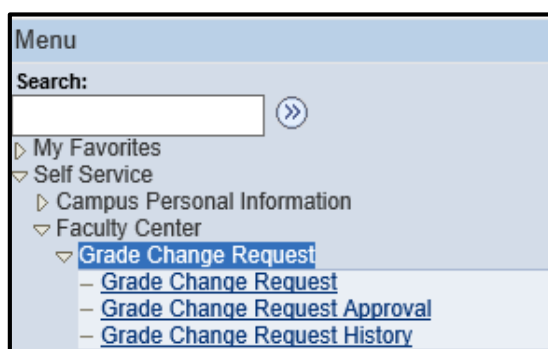 Menu
Search:
My Favorites
Self Service
Campus Personal Information
Faculty Center
Grade Change Request
– Grade Change Request
– Grade Change Request Approval
– Grade Change Request History